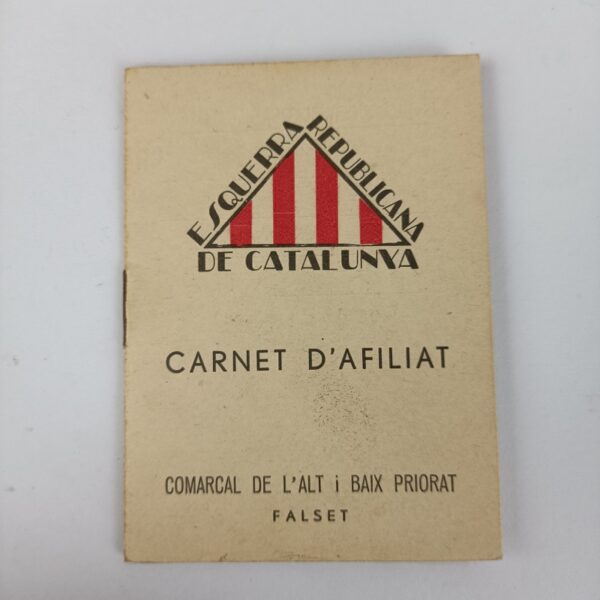 ESQUERRA REPUBLICANA
DE CATALUNYA
CARNET D'AFILIAT
COMARCAL DE L'ALT i BAIX PRIORAT
FALSET